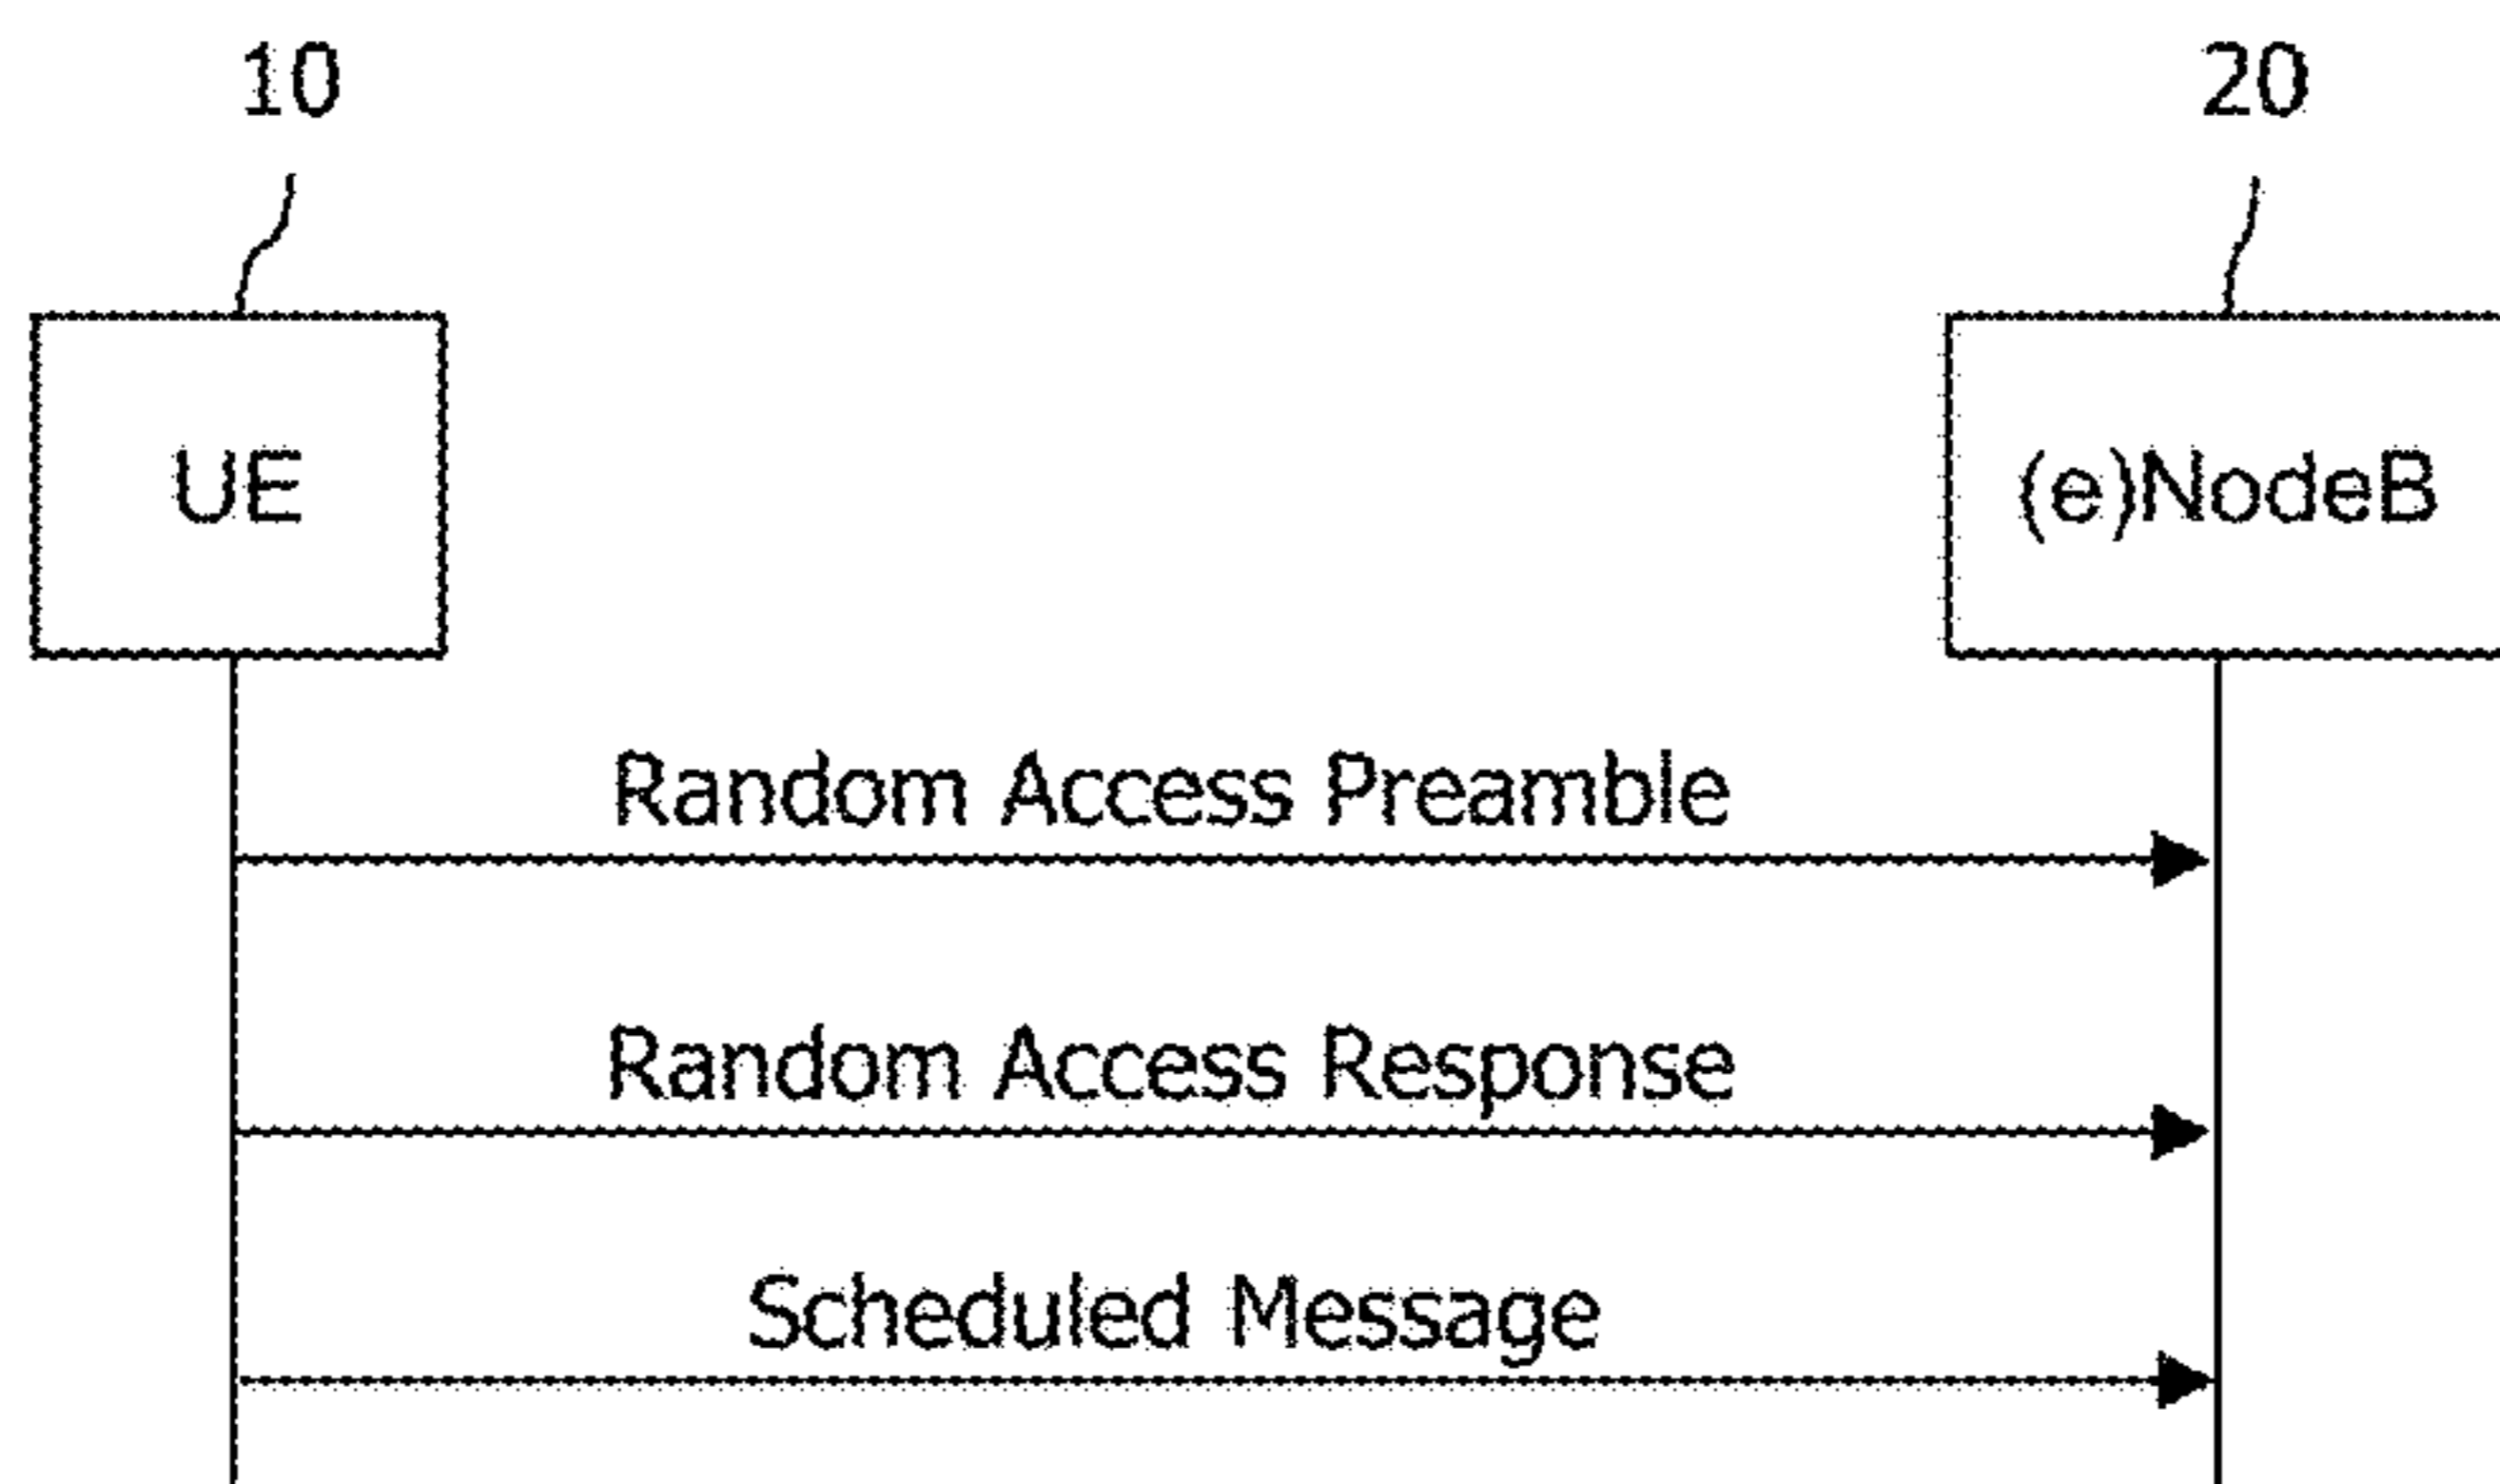 10
20
UE
(e)NodeB
Random Access Preamble
Random Access Response
Scheduled Message